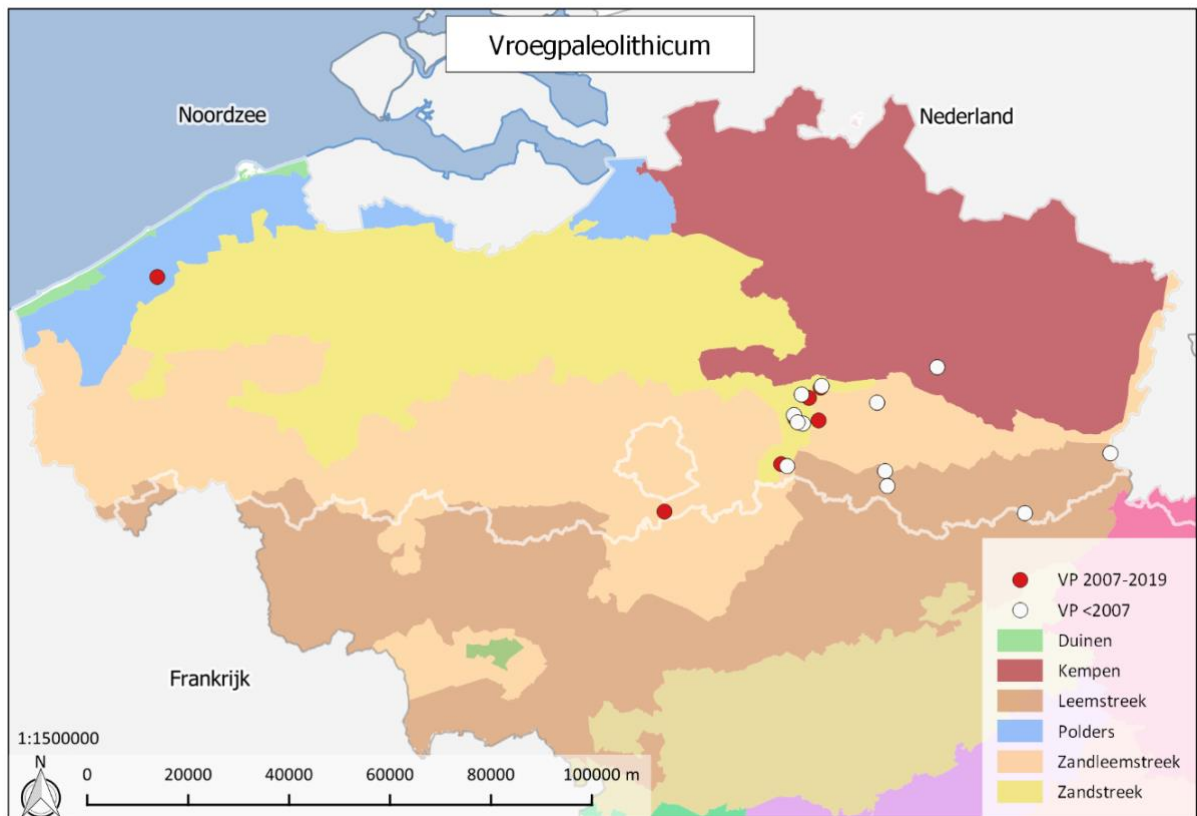 Vroegpaleolithicum
Noordzee
Nederland
Frankrijk
VP 2007-2019
VP <2007
Duinen
Kempen
Leemstreek
Polders
Zandleemstreek
Zandstreek
1:1500000
N
0 20000 40000 60000 80000 100000 m